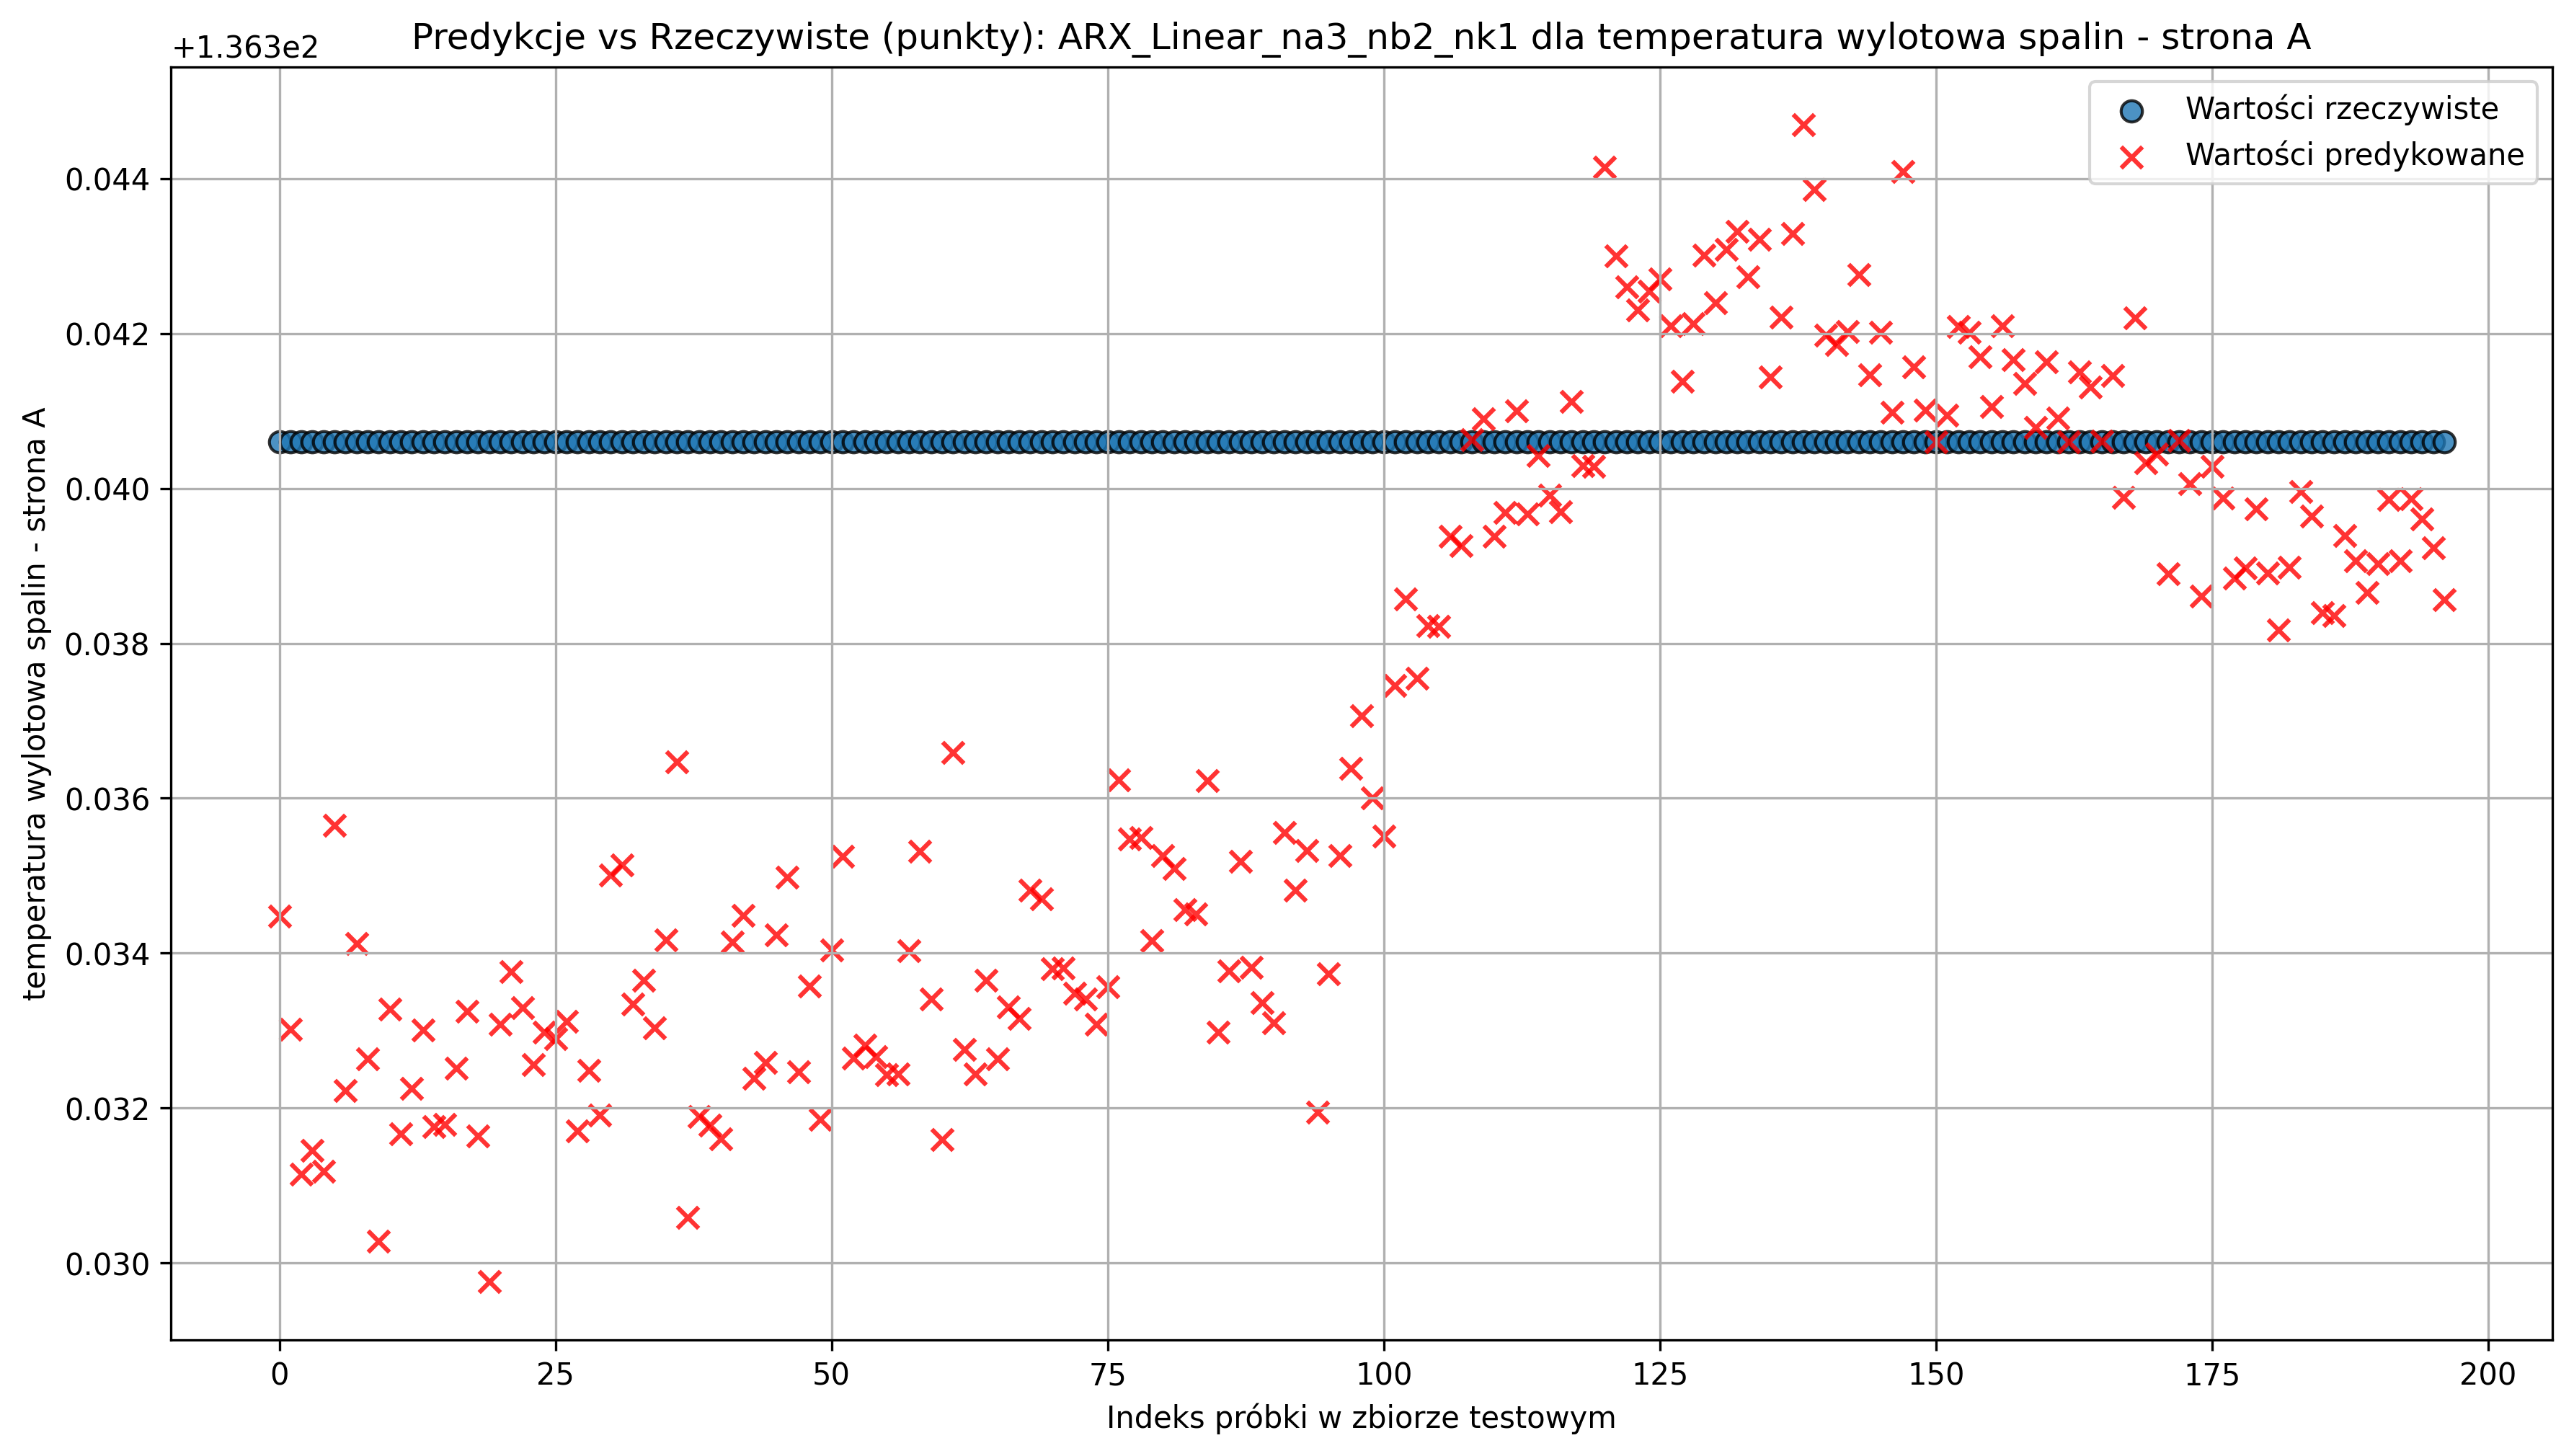 Predykcje vs Rzeczywiste (punkty): ARX_Linear_na3_nb2_nk1 dla temperatura wylotowa spalin - strona A
+1.363e2
Wartości rzeczywiste
Wartości predykowane
0.044
0.042
0.040
0.038
0.036
0.034
0.032
0.030
temperatura wylotowa spalin - strona A
0 25 50 75 100 125 150 175 200
Indeks próbki w zbiorze testowym